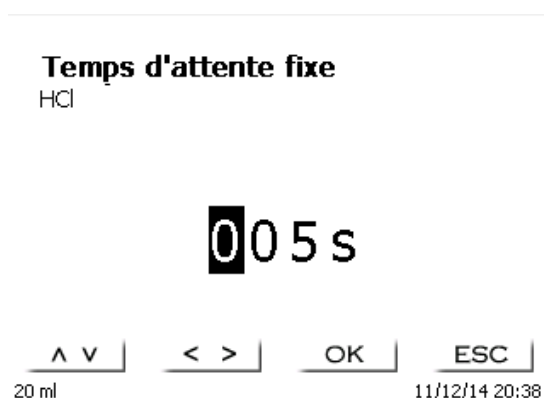 Temps d'attente fixe
HCl
005s
∧ ∨ < > OK ESC
20 ml 11/12/14 20:38